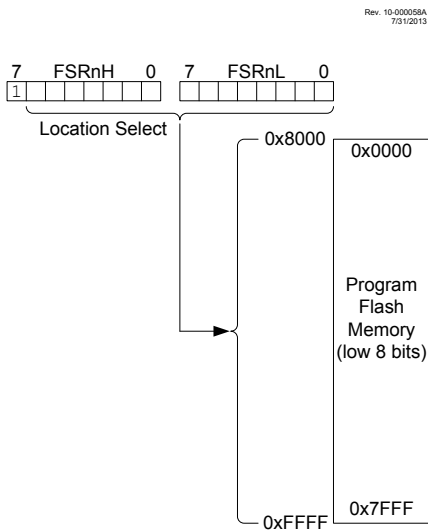 Rev. 10-000058A
7/31/2013
7 FSRnH 0 7 FSRnL 0
1
Location Select
0x8000
0x0000
Program
Flash
Memory
(low 8 bits)
0x7FFF
0xFFFF